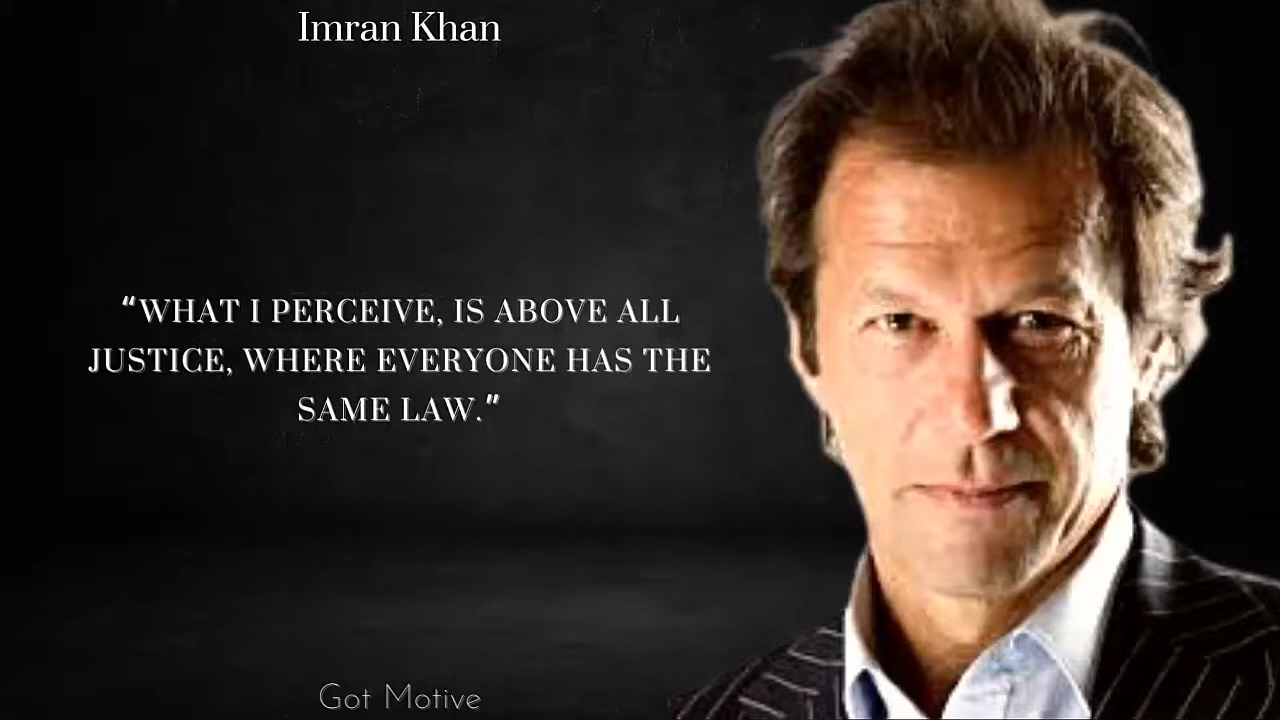 Imran Khan
“WHAT I PERCEIVE, IS ABOVE ALL
JUSTICE, WHERE EVERYONE HAS THE
SAME LAW.”
Got Motive